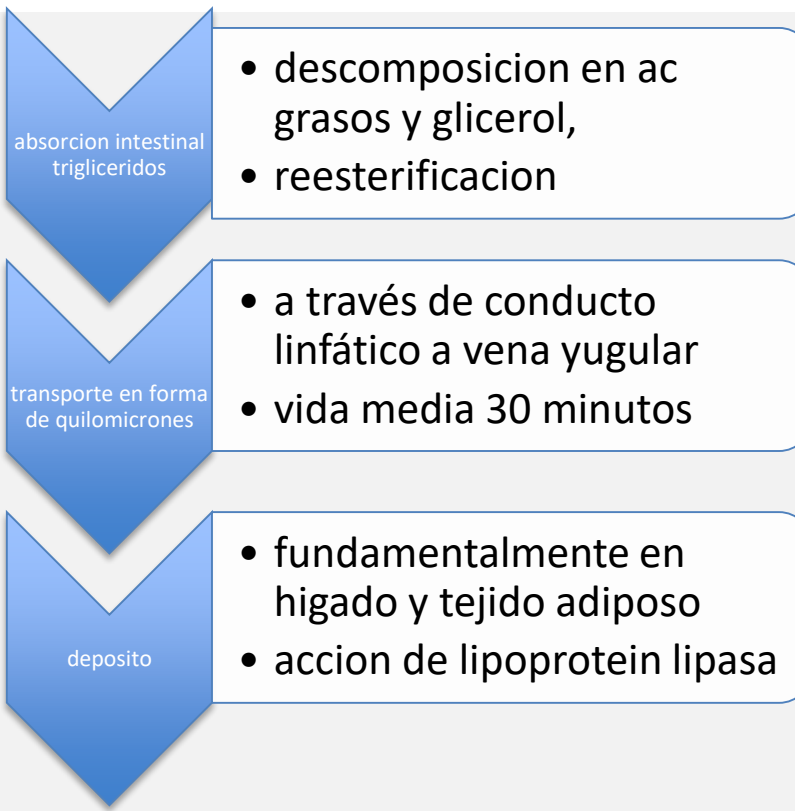 absorcion intestinal
trigliceridos
• descomposicion en ac
grasos y glicerol,
• reesterificacion
transporte en forma
de quilomicrones
• a través de conducto
linfático a vena yugular
• vida media 30 minutos
deposito
• fundamentalmente en
higado y tejido adiposo
• accion de lipoprotein lipasa